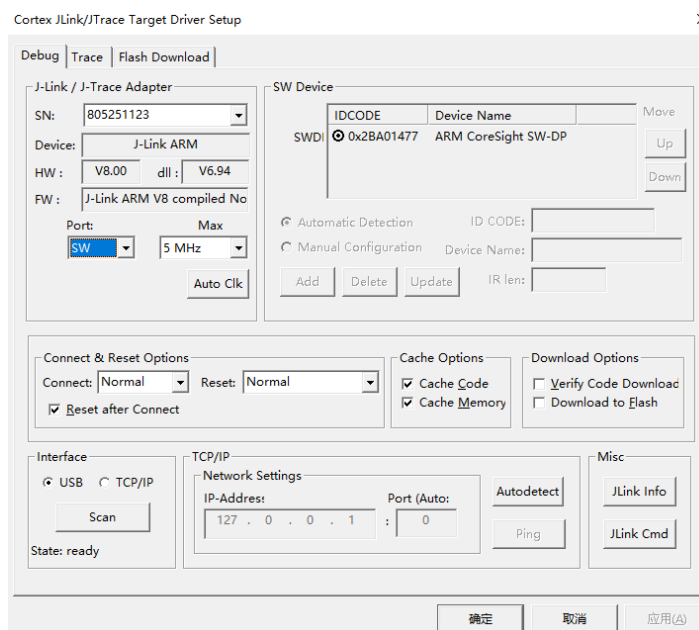 Cortex JLink/JTrace Target Driver Setup
Debug Trace Flash Download
J-Link / J-Trace Adapter
SN: 805251123
Device: J-Link ARM
HW : V8.00 dll : V6.94
FW : J-Link ARM V8 compiled No
Port: Max
SW 5 MHz
Auto Clk
SW Device
IDCODE Device Name Move
SWDI 0x2BA01477 ARM CoreSight SW-DP Up
Down
Automatic Detection ID CODE:
Manual Configuration Device Name:
Add Delete Update IR len:
Connect & Reset Options
Connect: Normal Reset: Normal
Reset after Connect
Cache Options
Cache Code
Cache Memory
Download Options
Verify Code Download
Download to Flash
Interface
USB TCP/IP
Scan
State: ready
TCP/IP
Network Settings
IP-Address Port (Auto:
127 . 0 . 0 . 1 : 0
Autodetect
Ping
Misc
JLink Info
JLink Cmd
确定 取消 应用(A)